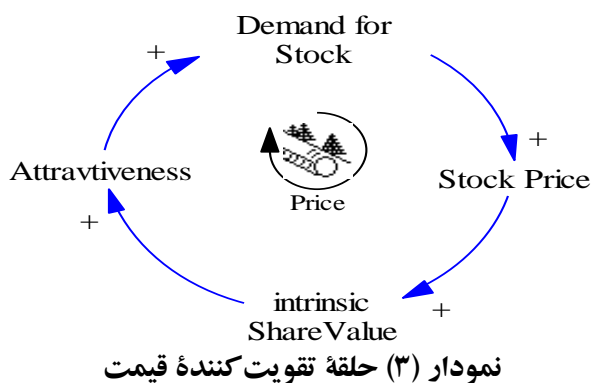 Demand for
Stock
+
+
Attravtiveness
Stock Price
Price
+
+
intrinsic
ShareValue
نمودار (۳) حلقهٔ تقویت‌کنندهٔ قیمت